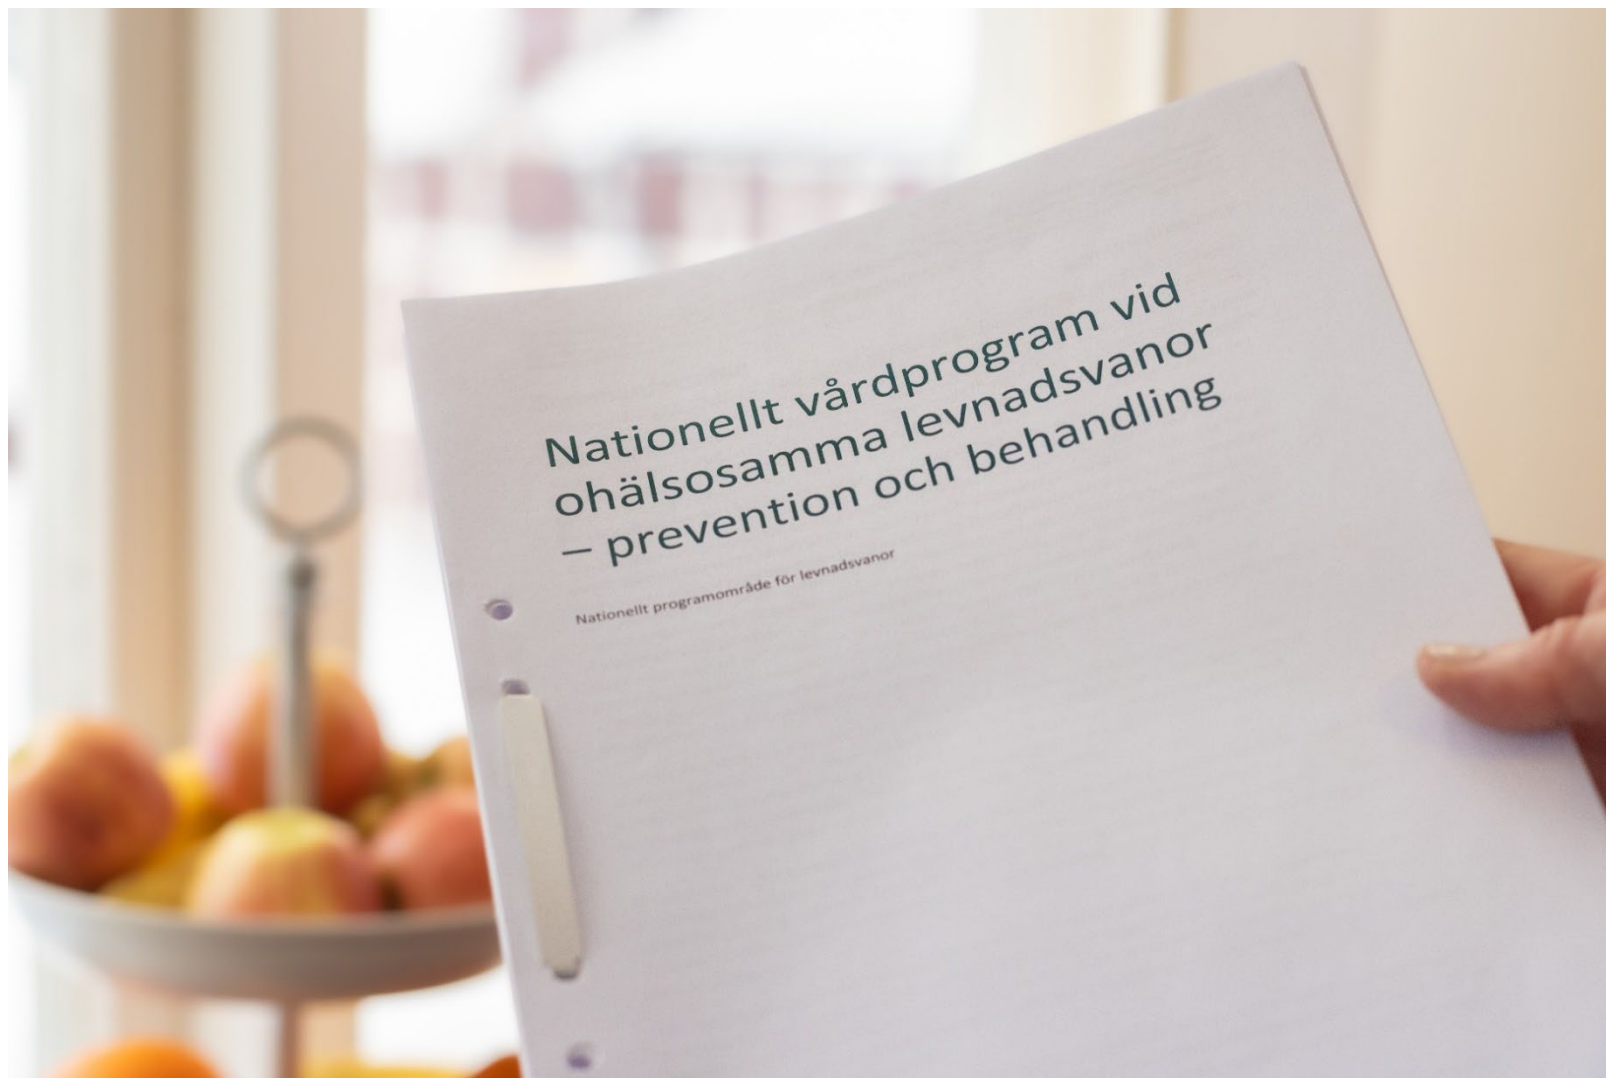 Nationellt vårdprogram vid
ohälsosamma levnadsvanor
– prevention och behandling
Nationellt programområde för levnadsvanor